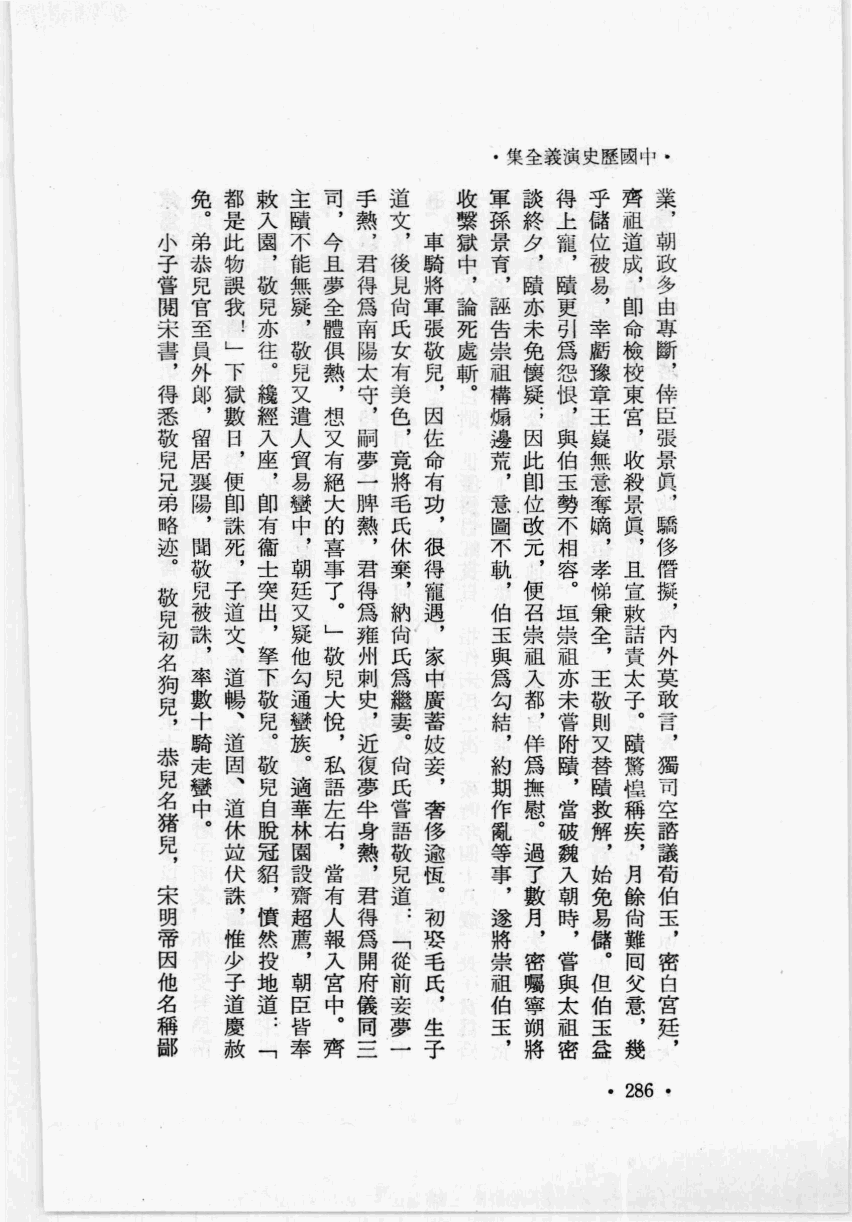 ·中國歷史演義全集·
業，朝政多由專斷，倖臣張景眞，驕侈僭擬，內外莫敢言，獨司空諮議荀伯玉，密白宮廷，
齊祖道成，卽命檢校東宮，收殺景眞，且宣敕詰責太子。賾驚惶稱疾，月餘尙難回父意，幾
乎儲位被易，幸虧豫章王嶷無意奪嫡，孝悌兼全，王敬則又替賾救解，始免易儲。但伯玉益
得上寵，賾更引爲怨恨，與伯玉勢不相容。垣崇祖亦未嘗附賾，當破魏入朝時，嘗與太祖密
談終夕，賾亦未免懷疑；因此卽位改元，便召崇祖入都，佯爲撫慰。過了數月，密囑寧朔將
軍孫景育，誣告崇祖構煽邊荒，意圖不軌，伯玉與爲勾結，約期作亂等事，遂將崇祖伯玉，
收繫獄中，論死處斬。
車騎將軍張敬兒，因佐命有功，很得寵遇，家中廣蓄妓妾，奢侈逾恆。初娶毛氏，生子
道文，後見尙氏女有美色，竟將毛氏休棄，納尙氏爲繼妻。尙氏嘗語敬兒道：「從前妾夢一
手熱，君得爲南陽太守，嗣夢一脾熱，君得爲雍州刺史，近復夢半身熱，君得爲開府儀同三
司，今且夢全體俱熱，想又有絕大的喜事了。」敬兒大悅，私語左右，當有人報入宮中。齊
主賾不能無疑，敬兒又遣人貿易蠻中，朝廷又疑他勾通蠻族。適華林園設齋超薦，朝臣皆奉
敕入園，敬兒亦往。纔經入座，卽有衞士突出，拏下敬兒。敬兒自脫冠貂，憤然投地道：「
都是此物誤我！」下獄數日，便卽誅死，子道文、道暢、道固、道休竝伏誅，惟少子道慶赦
免。弟恭兒官至員外郎，留居襄陽，聞敬兒被誅，率數十騎走蠻中。
小子嘗閱宋書，得悉敬兒兄弟略迹。敬兒初名狗兒，恭兒名猪兒，宋明帝因他名稱鄙
·286·